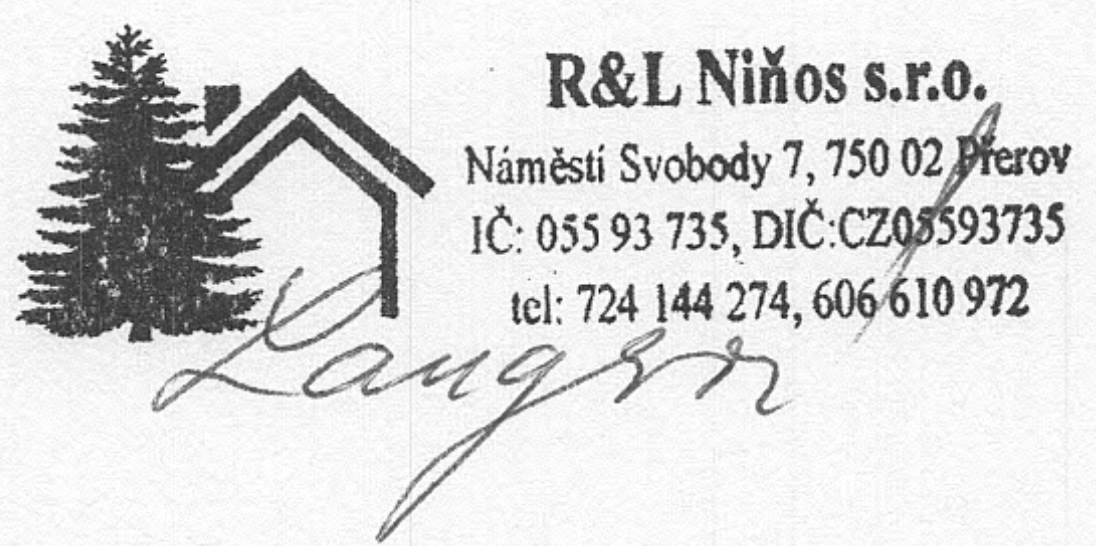 R&L Niňos s.r.o.
Náměstí Svobody 7, 750 02 Přerov
IČ: 055 93 735, DIČ:CZ05593735
tel: 724 144 274, 606 610 972